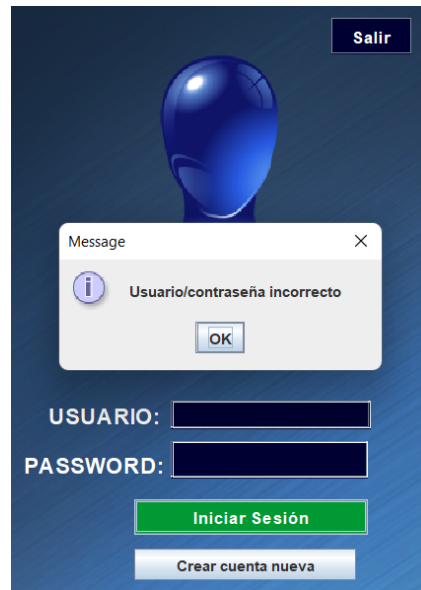 Salir
Message
Usuario/contraseña incorrecto
OK
USUARIO:
PASSWORD:
Iniciar Sesión
Crear cuenta nueva